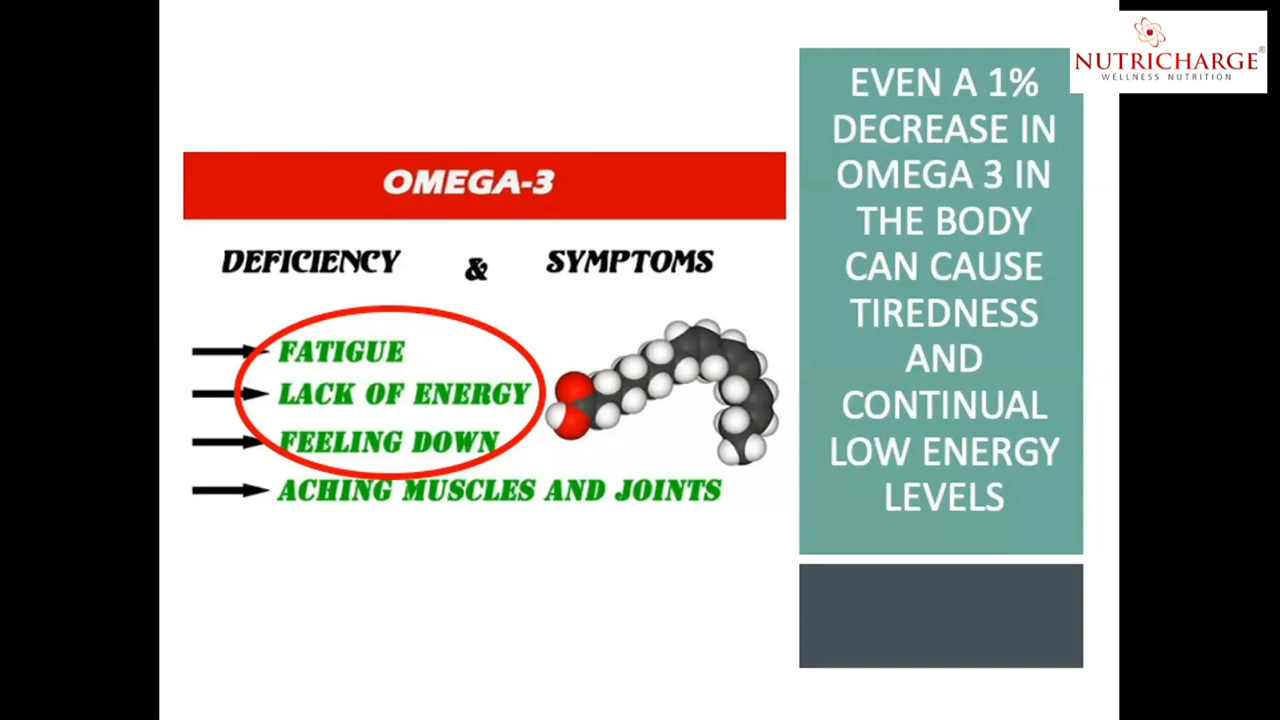 NUTRICHARGE®
WELLNESS NUTRITION
OMEGA-3
DEFICIENCY & SYMPTOMS
FATIGUE
LACK OF ENERGY
FEELING DOWN
ACHING MUSCLES AND JOINTS
EVEN A 1%
DECREASE IN
OMEGA 3 IN
THE BODY
CAN CAUSE
TIREDNESS
AND
CONTINUAL
LOW ENERGY
LEVELS